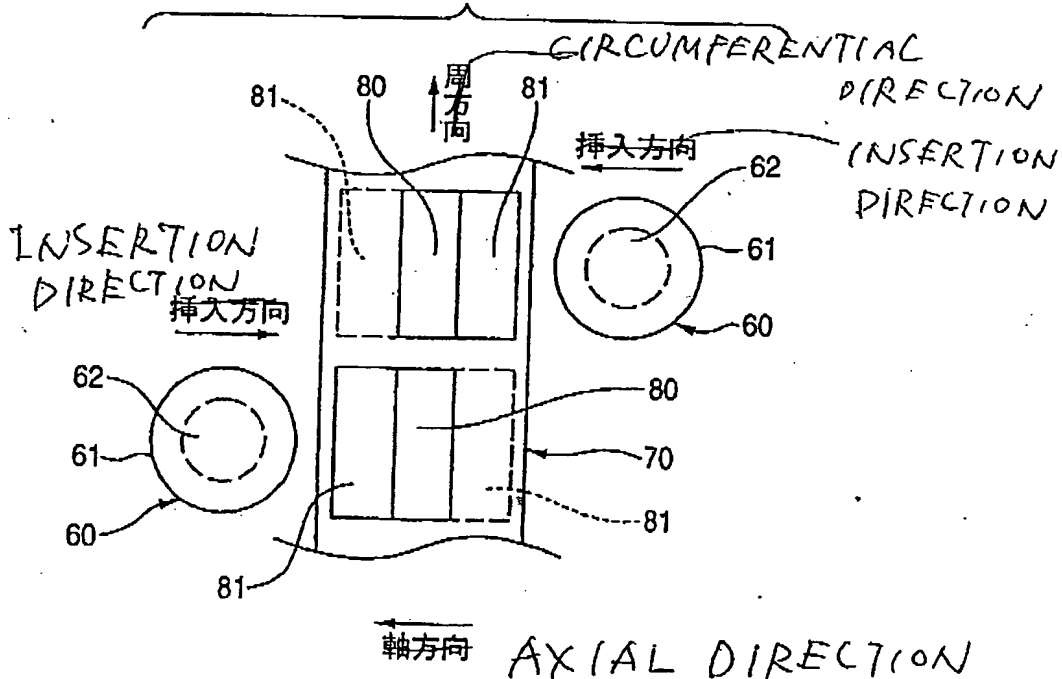 CIRCUMFERENTIAL
DIRECTION
周方向
81
80
81
挿入方向
INSERTION
DIRECTION
62
61
60
INSERTION
DIRECTION
挿入方向
62
61
60
80
70
81
81
軸方向
AXIAL DIRECTION